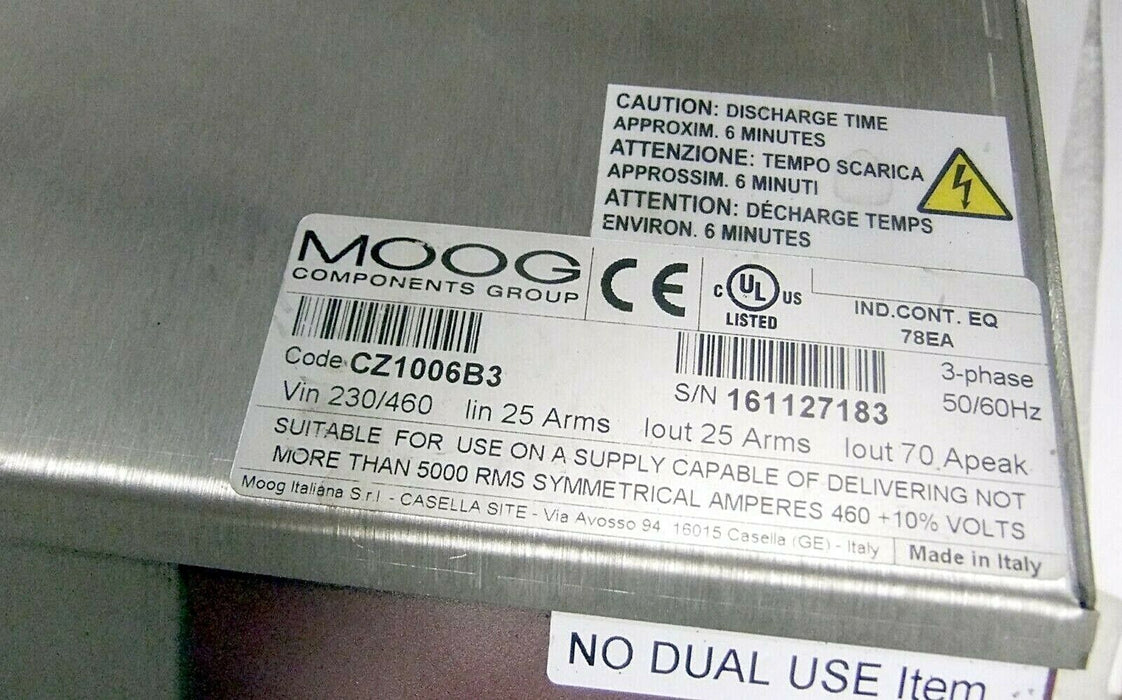 CAUTION: DISCHARGE TIME
APPROXIM. 6 MINUTES
ATTENZIONE: TEMPO SCARICA
APPROSSIM. 6 MINUTI
ATTENTION: DÉCHARGE TEMPS
ENVIRON. 6 MINUTES
MOOG
COMPONENTS GROUP
CE
C UL US
LISTED
IND.CONT. EQ
78EA
Code CZ1006B3
S/N 161127183
3-phase
50/60Hz
Vin 230/460 Iin 25 Arms Iout 25 Arms Iout 70 Apeak
SUITABLE FOR USE ON A SUPPLY CAPABLE OF DELIVERING NOT
MORE THAN 5000 RMS SYMMETRICAL AMPERES 460 +10% VOLTS
Moog Italiana S r.l - CASELLA SITE - Via Avosso 94 16015 Casella (GE) - Italy
Made in Italy
NO DUAL USE Item